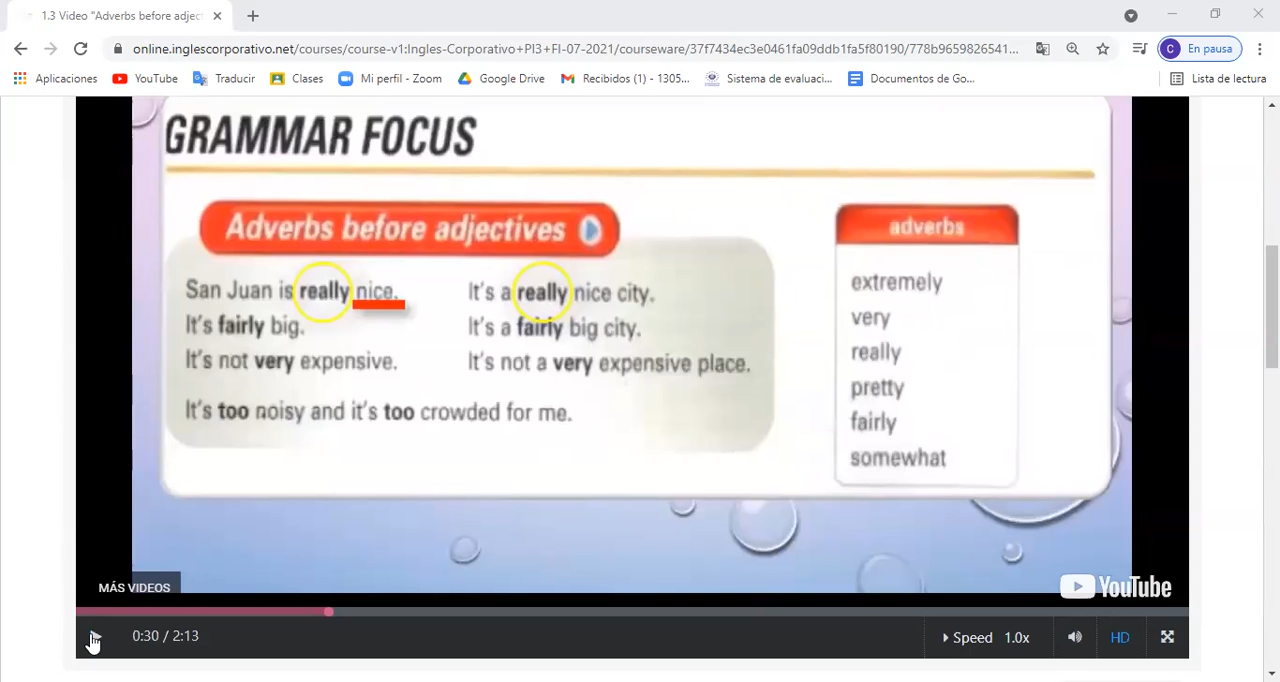 1.3 Video "Adverbs before adject
online.inglescorporativo.net/courses/course-v1:Ingles-Corporativo+PI3+FI-07-2021/courseware/37f7434ec3e0461fa09ddb1fa5f80190/778b9659826541...
C En pausa
Aplicaciones YouTube Traducir Clases Mi perfil - Zoom Google Drive Recibidos (1) - 1305... Sistema de evaluaci... Documentos de Go... Lista de lectura
GRAMMAR FOCUS
Adverbs before adjectives
San Juan is really nice.
It's fairly big.
It's not very expensive.
It's a really nice city.
It's a fairly big city.
It's not a very expensive place.
It's too noisy and it's too crowded for me.
adverbs
extremely
very
really
pretty
fairly
somewhat
MÁS VIDEOS
YouTube
0:30 / 2:13
Speed 1.0x
HD